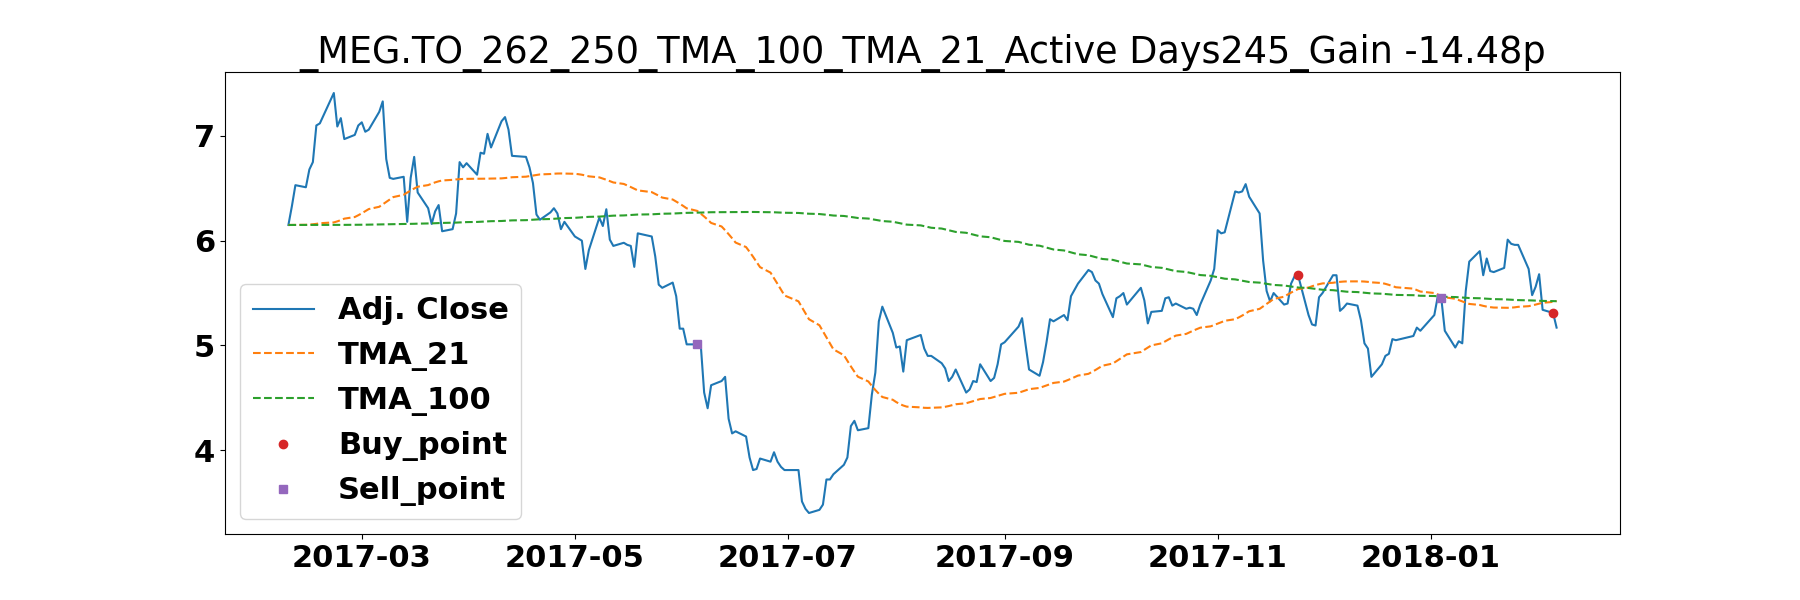 _MEG.TO_262_250_TMA_100_TMA_21_Active Days245_Gain -14.48p
7
6
5
4
Adj. Close
TMA_21
TMA_100
Buy_point
Sell_point
2017-03 2017-05 2017-07 2017-09 2017-11 2018-01